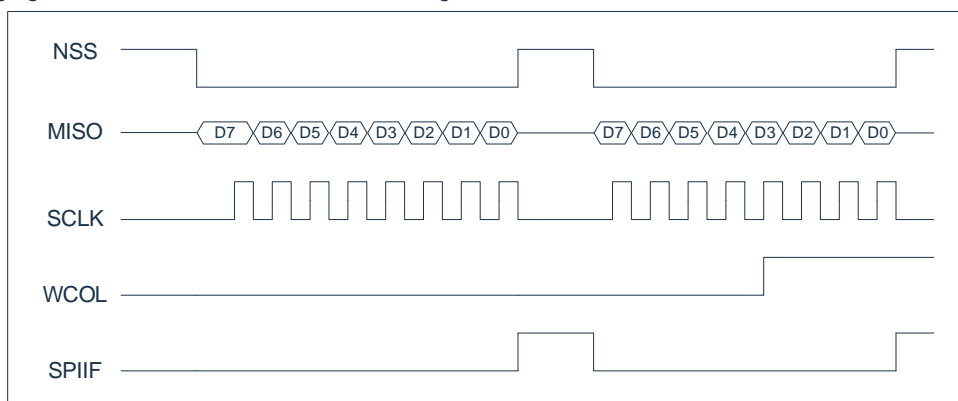 NSS
MISO D7 D6 D5 D4 D3 D2 D1 D0 D7 D6 D5 D4 D3 D2 D1 D0
SCLK
WCOL
SPIIF